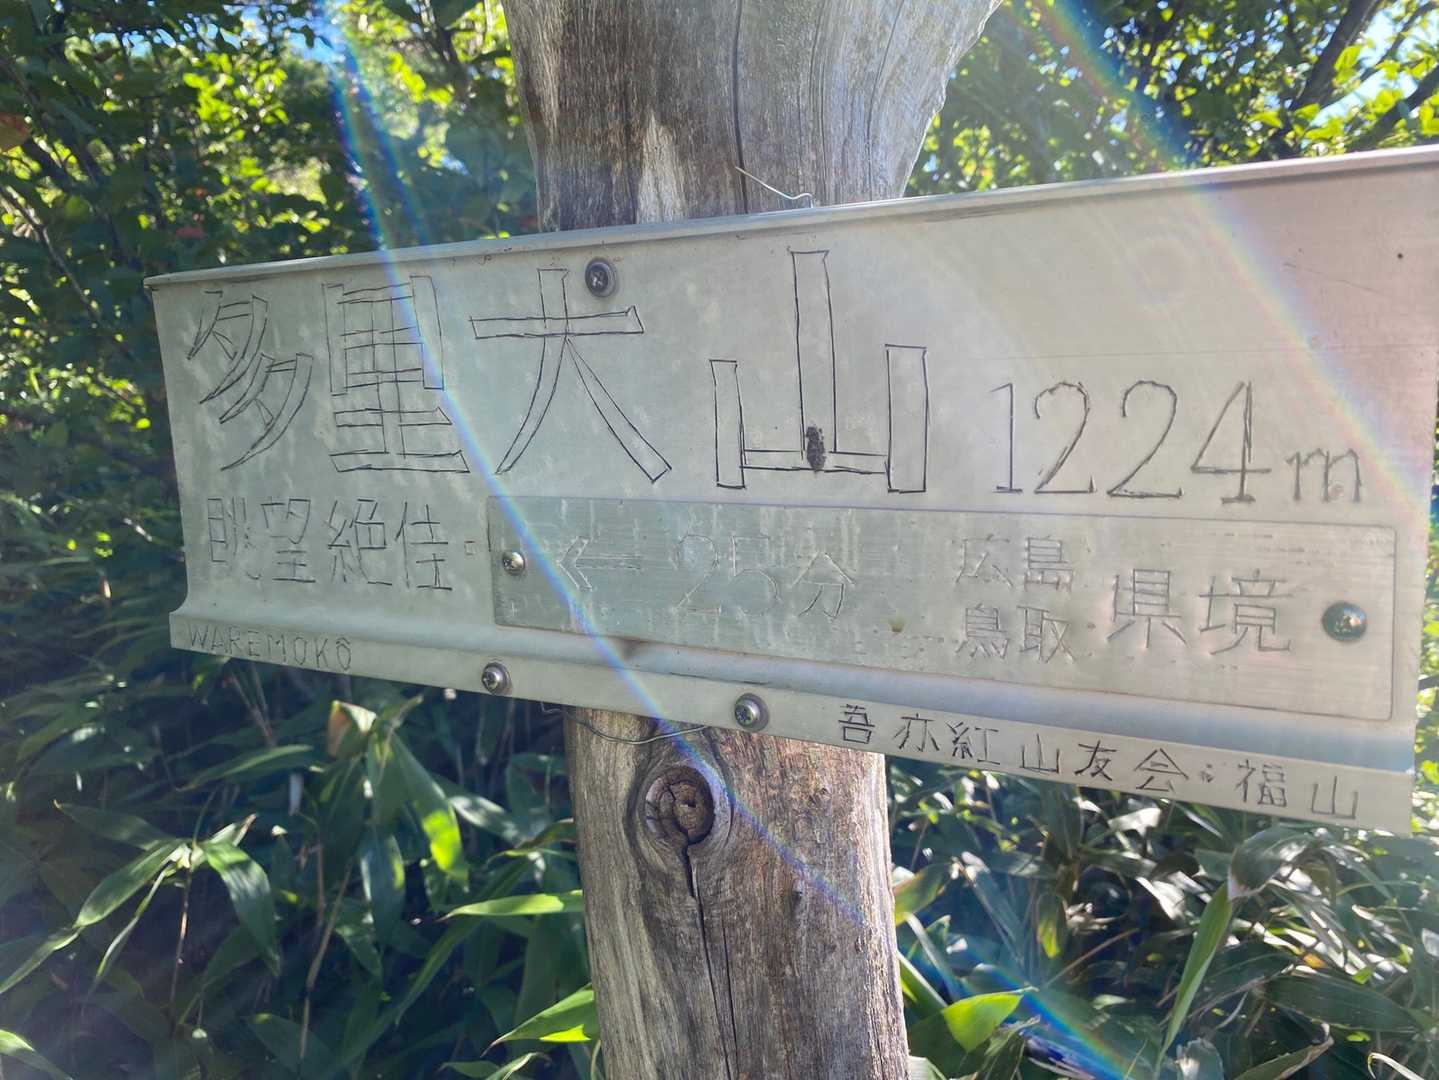 多里大山 1224m
眺望絶佳・
← 25分 広島 鳥取・県境
WAREMOKŌ
吾亦紅山友会・福山